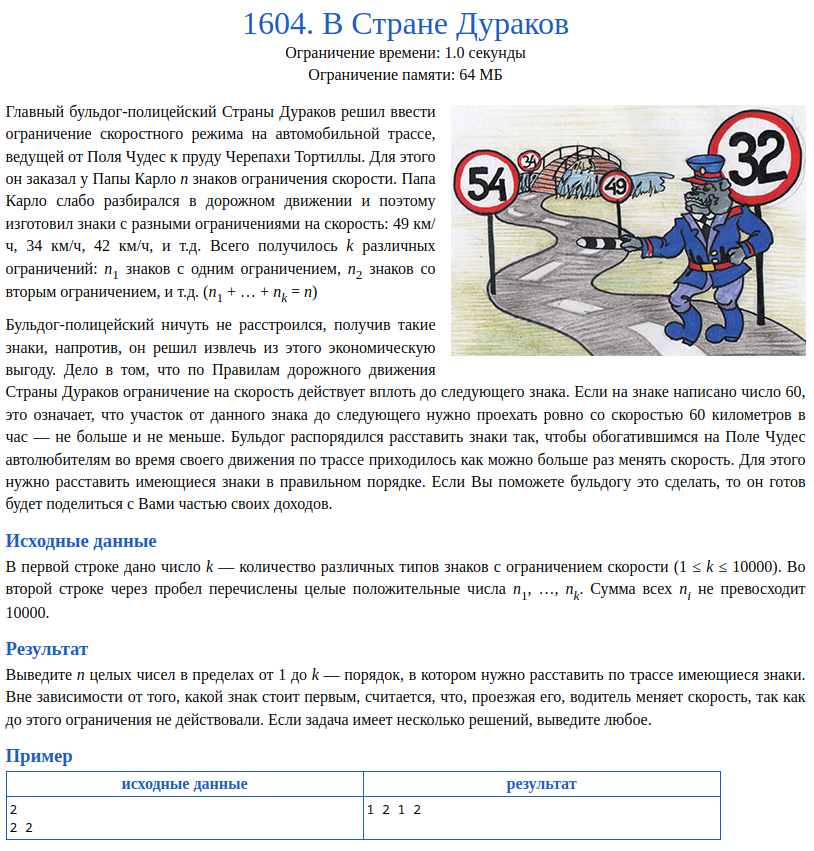 1604. В Стране Дураков
Ограничение времени: 1.0 секунды
Ограничение памяти: 64 МБ
Главный бульдог-полицейский Страны Дураков решил ввести
ограничение скоростного режима на автомобильной трассе,
ведущей от Поля Чудес к пруду Черепахи Тортиллы. Для этого
он заказал у Папы Карло n знаков ограничения скорости. Папа
Карло слабо разбирался в дорожном движении и поэтому
изготовил знаки с разными ограничениями на скорость: 49 км/
ч, 34 км/ч, 42 км/ч, и т.д. Всего получилось k различных
ограничений: n1 знаков с одним ограничением, n2 знаков со
вторым ограничением, и т.д. (n1 + … + nk = n)
54
34
49
32
Бульдог-полицейский ничуть не расстроился, получив такие
знаки, напротив, он решил извлечь из этого экономическую
выгоду. Дело в том, что по Правилам дорожного движения
Страны Дураков ограничение на скорость действует вплоть до следующего знака. Если на знаке написано число 60,
это означает, что участок от данного знака до следующего нужно проехать ровно со скоростью 60 километров в
час — не больше и не меньше. Бульдог распорядился расставить знаки так, чтобы обогатившимся на Поле Чудес
автолюбителям во время своего движения по трассе приходилось как можно больше раз менять скорость. Для этого
нужно расставить имеющиеся знаки в правильном порядке. Если Вы поможете бульдогу это сделать, то он готов
будет поделиться с Вами частью своих доходов.
Исходные данные
В первой строке дано число k — количество различных типов знаков с ограничением скорости (1 ≤ k ≤ 10000). Во
второй строке через пробел перечислены целые положительные числа n1, …, nk. Сумма всех ni не превосходит
10000.
Результат
Выведите n целых чисел в пределах от 1 до k — порядок, в котором нужно расставить по трассе имеющиеся знаки.
Вне зависимости от того, какой знак стоит первым, считается, что, проезжая его, водитель меняет скорость, так как
до этого ограничения не действовали. Если задача имеет несколько решений, выведите любое.
Пример
исходные данные результат
2 1 2 1 2
2 2